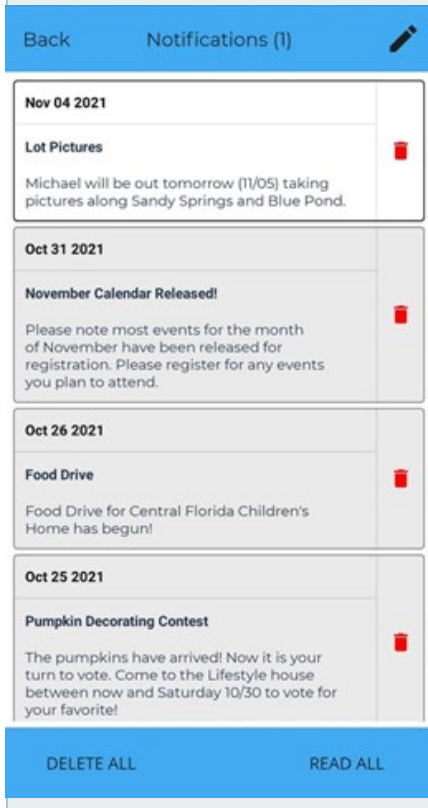 Back Notifications (1)
Nov 04 2021
Lot Pictures
Michael will be out tomorrow (11/05) taking
pictures along Sandy Springs and Blue Pond.
Oct 31 2021
November Calendar Released!
Please note most events for the month
of November have been released for
registration. Please register for any events
you plan to attend.
Oct 26 2021
Food Drive
Food Drive for Central Florida Children's
Home has begun!
Oct 25 2021
Pumpkin Decorating Contest
The pumpkins have arrived! Now it is your
turn to vote. Come to the Lifestyle house
between now and Saturday 10/30 to vote for
your favorite!
DELETE ALL READ ALL